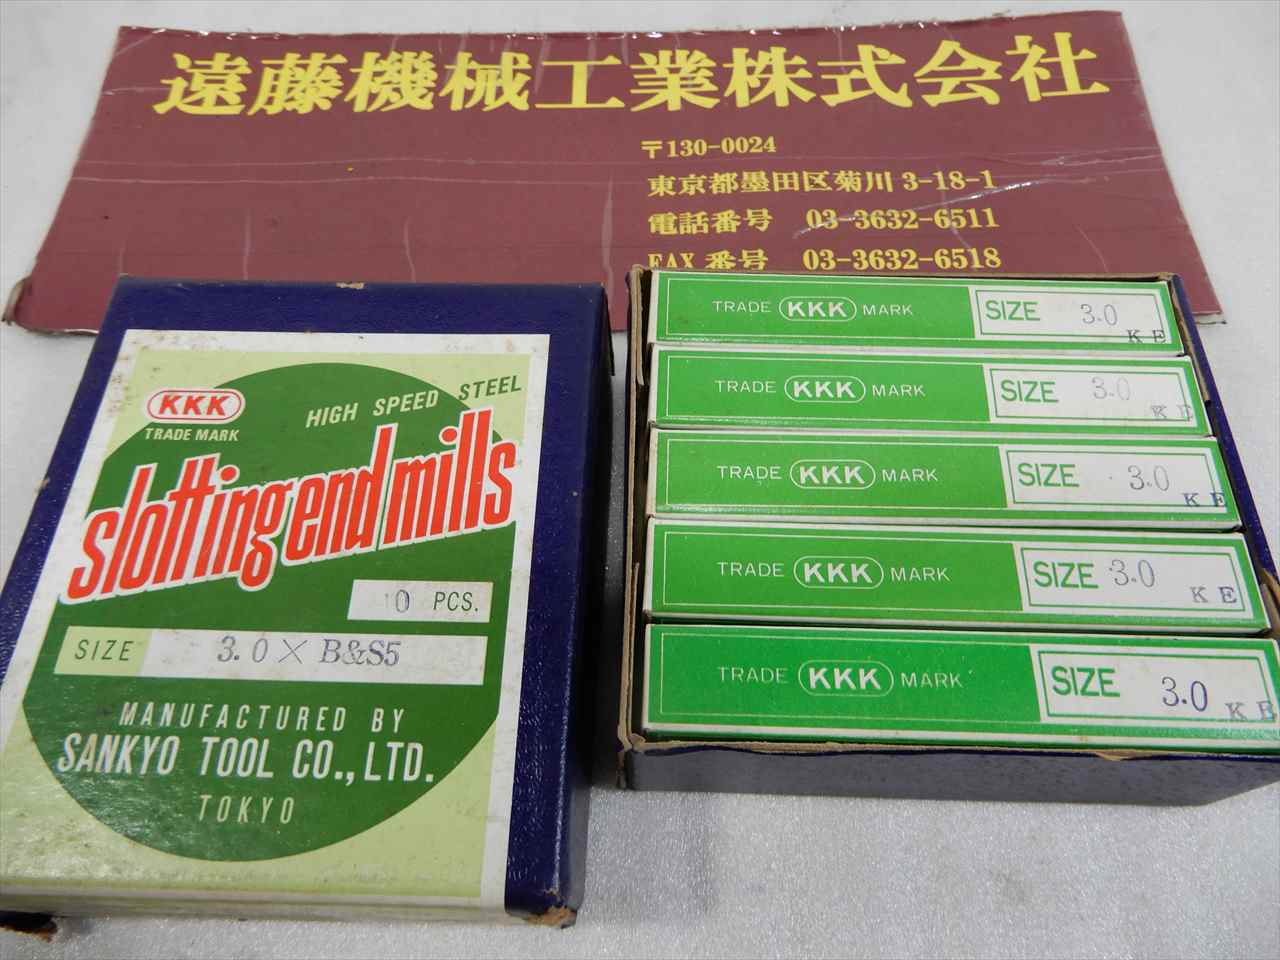 遠藤機械工業株式会社
〒130-0024
東京都墨田区菊川 3-18-1
電話番号 03-3632-6511
FAX 番号 03-3632-6518
KKK
TRADE MARK
HIGH SPEED STEEL
slotting end mills
10 PCS.
SIZE 3.0 × B&S5
MANUFACTURED BY
SANKYO TOOL CO., LTD.
TOKYO
TRADE KKK MARK SIZE 3.0
K E
TRADE KKK MARK SIZE 3.0
K E
TRADE KKK MARK SIZE 3.0
K E
TRADE KKK MARK SIZE 3.0
K E
TRADE KKK MARK SIZE 3.0
K E